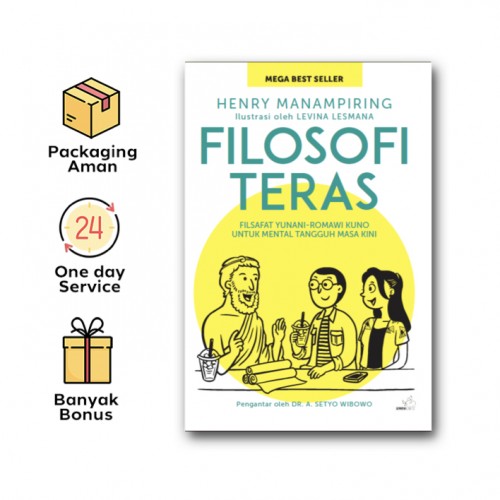 MEGA BEST SELLER
HENRY MANAMPIRING
Ilustrasi oleh LEVINA LESMANA
FILOSOFI
TERAS
FILSAFAT YUNANI-ROMAWI KUNO
UNTUK MENTAL TANGGUH MASA KINI
Pengantar oleh DR. A. SETYO WIBOWO
Packaging
Aman
24
One day
Service
Banyak
Bonus